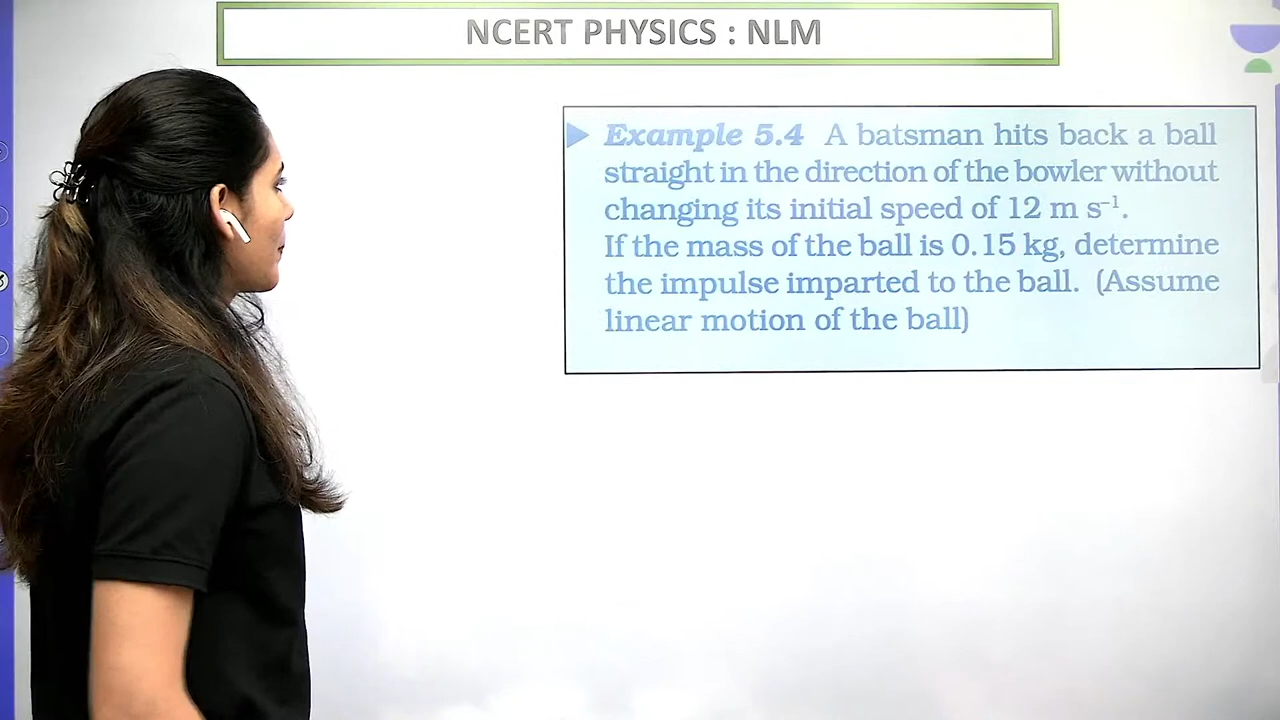 NCERT PHYSICS : NLM
Example 5.4 A batsman hits back a ball
straight in the direction of the bowler without
changing its initial speed of 12 m s⁻¹.
If the mass of the ball is 0.15 kg, determine
the impulse imparted to the ball. (Assume
linear motion of the ball)